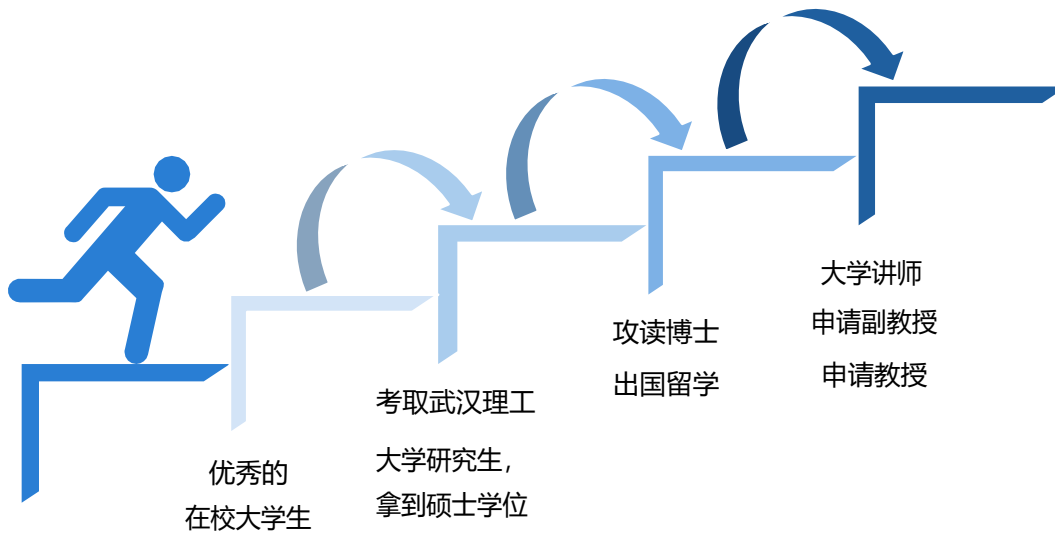 优秀的
在校大学生
考取武汉理工
大学研究生，
拿到硕士学位
攻读博士
出国留学
大学讲师
申请副教授
申请教授